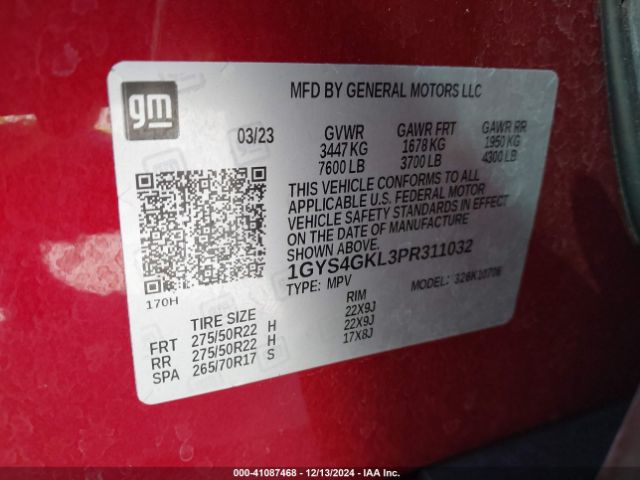 gm
MFD BY GENERAL MOTORS LLC
03/23 GVWR GAWR FRT GAWR RR
3447 KG 1678 KG 1950 KG
7600 LB 3700 LB 4300 LB
THIS VEHICLE CONFORMS TO ALL
APPLICABLE U.S. FEDERAL MOTOR
VEHICLE SAFETY STANDARDS IN EFFECT
ON THE DATE OF MANUFACTURE
SHOWN ABOVE.
1GYS4GKL3PR311032
TYPE: MPV MODEL: 326K10706
170H
TIRE SIZE RIM
FRT 275/50R22 H 22X9J
RR 275/50R22 H 22X9J
SPA 265/70R17 S 17X8J
000-41087468 - 12/13/2024 - IAA Inc.